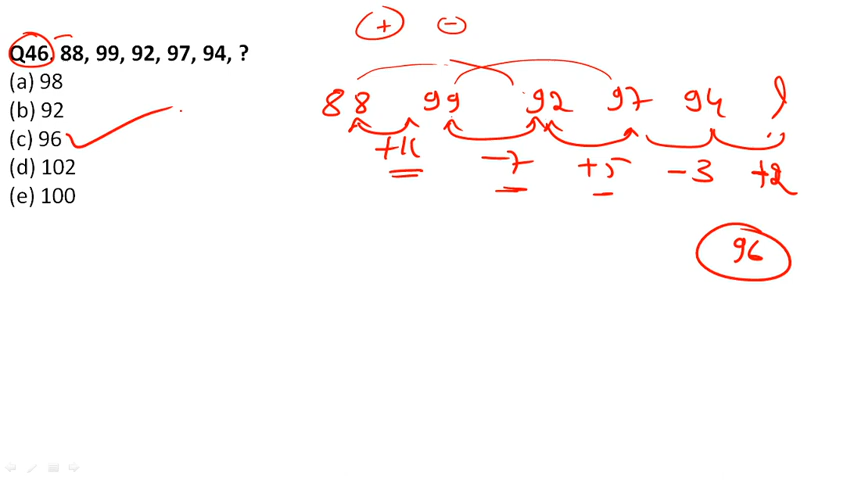 + -
Q46. 88, 99, 92, 97, 94, ?
(a) 98
(b) 92
(c) 96
(d) 102
(e) 100
88 99 92 97 94 ?
+11 -7 +5 -3 +2
96